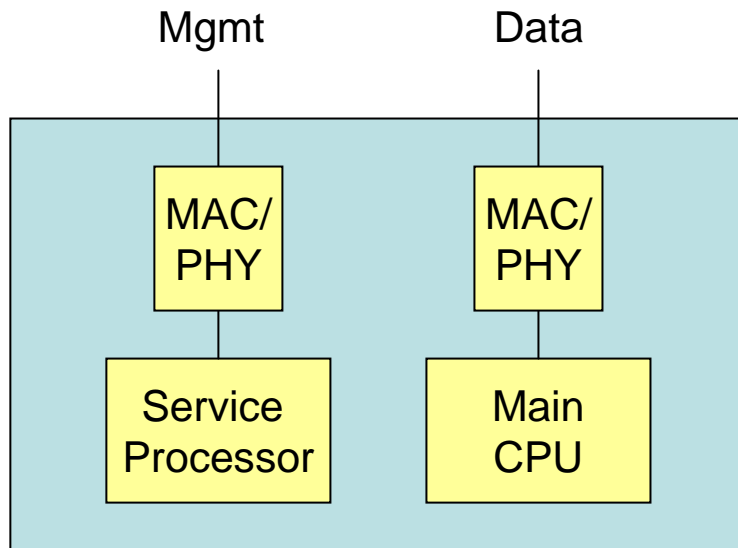 Mgmt
Data
MAC/
PHY
MAC/
PHY
Service
Processor
Main
CPU